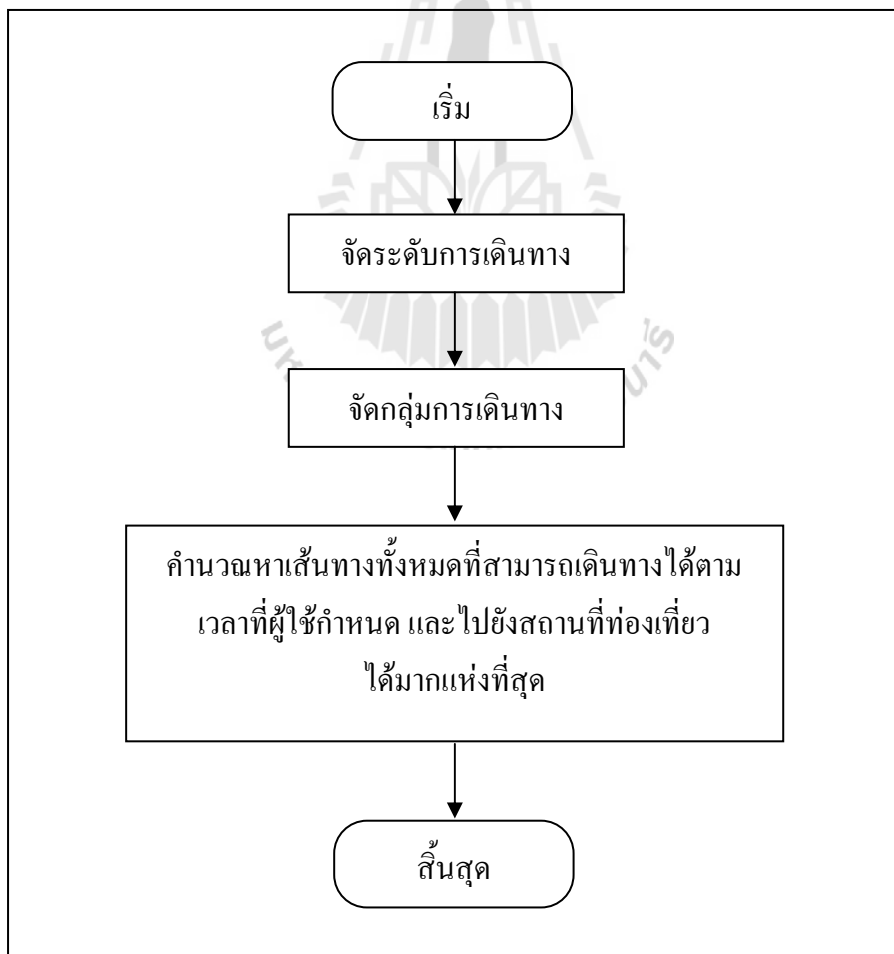 เริ่ม
จัดระดับการเดินทาง
จัดกลุ่มการเดินทาง
คำนวณหาเส้นทางทั้งหมดที่สามารถเดินทางได้ตาม
เวลาที่ผู้ใช้กำหนด และไปยังสถานที่ท่องเที่ยว
ได้มากแห่งที่สุด
สิ้นสุด